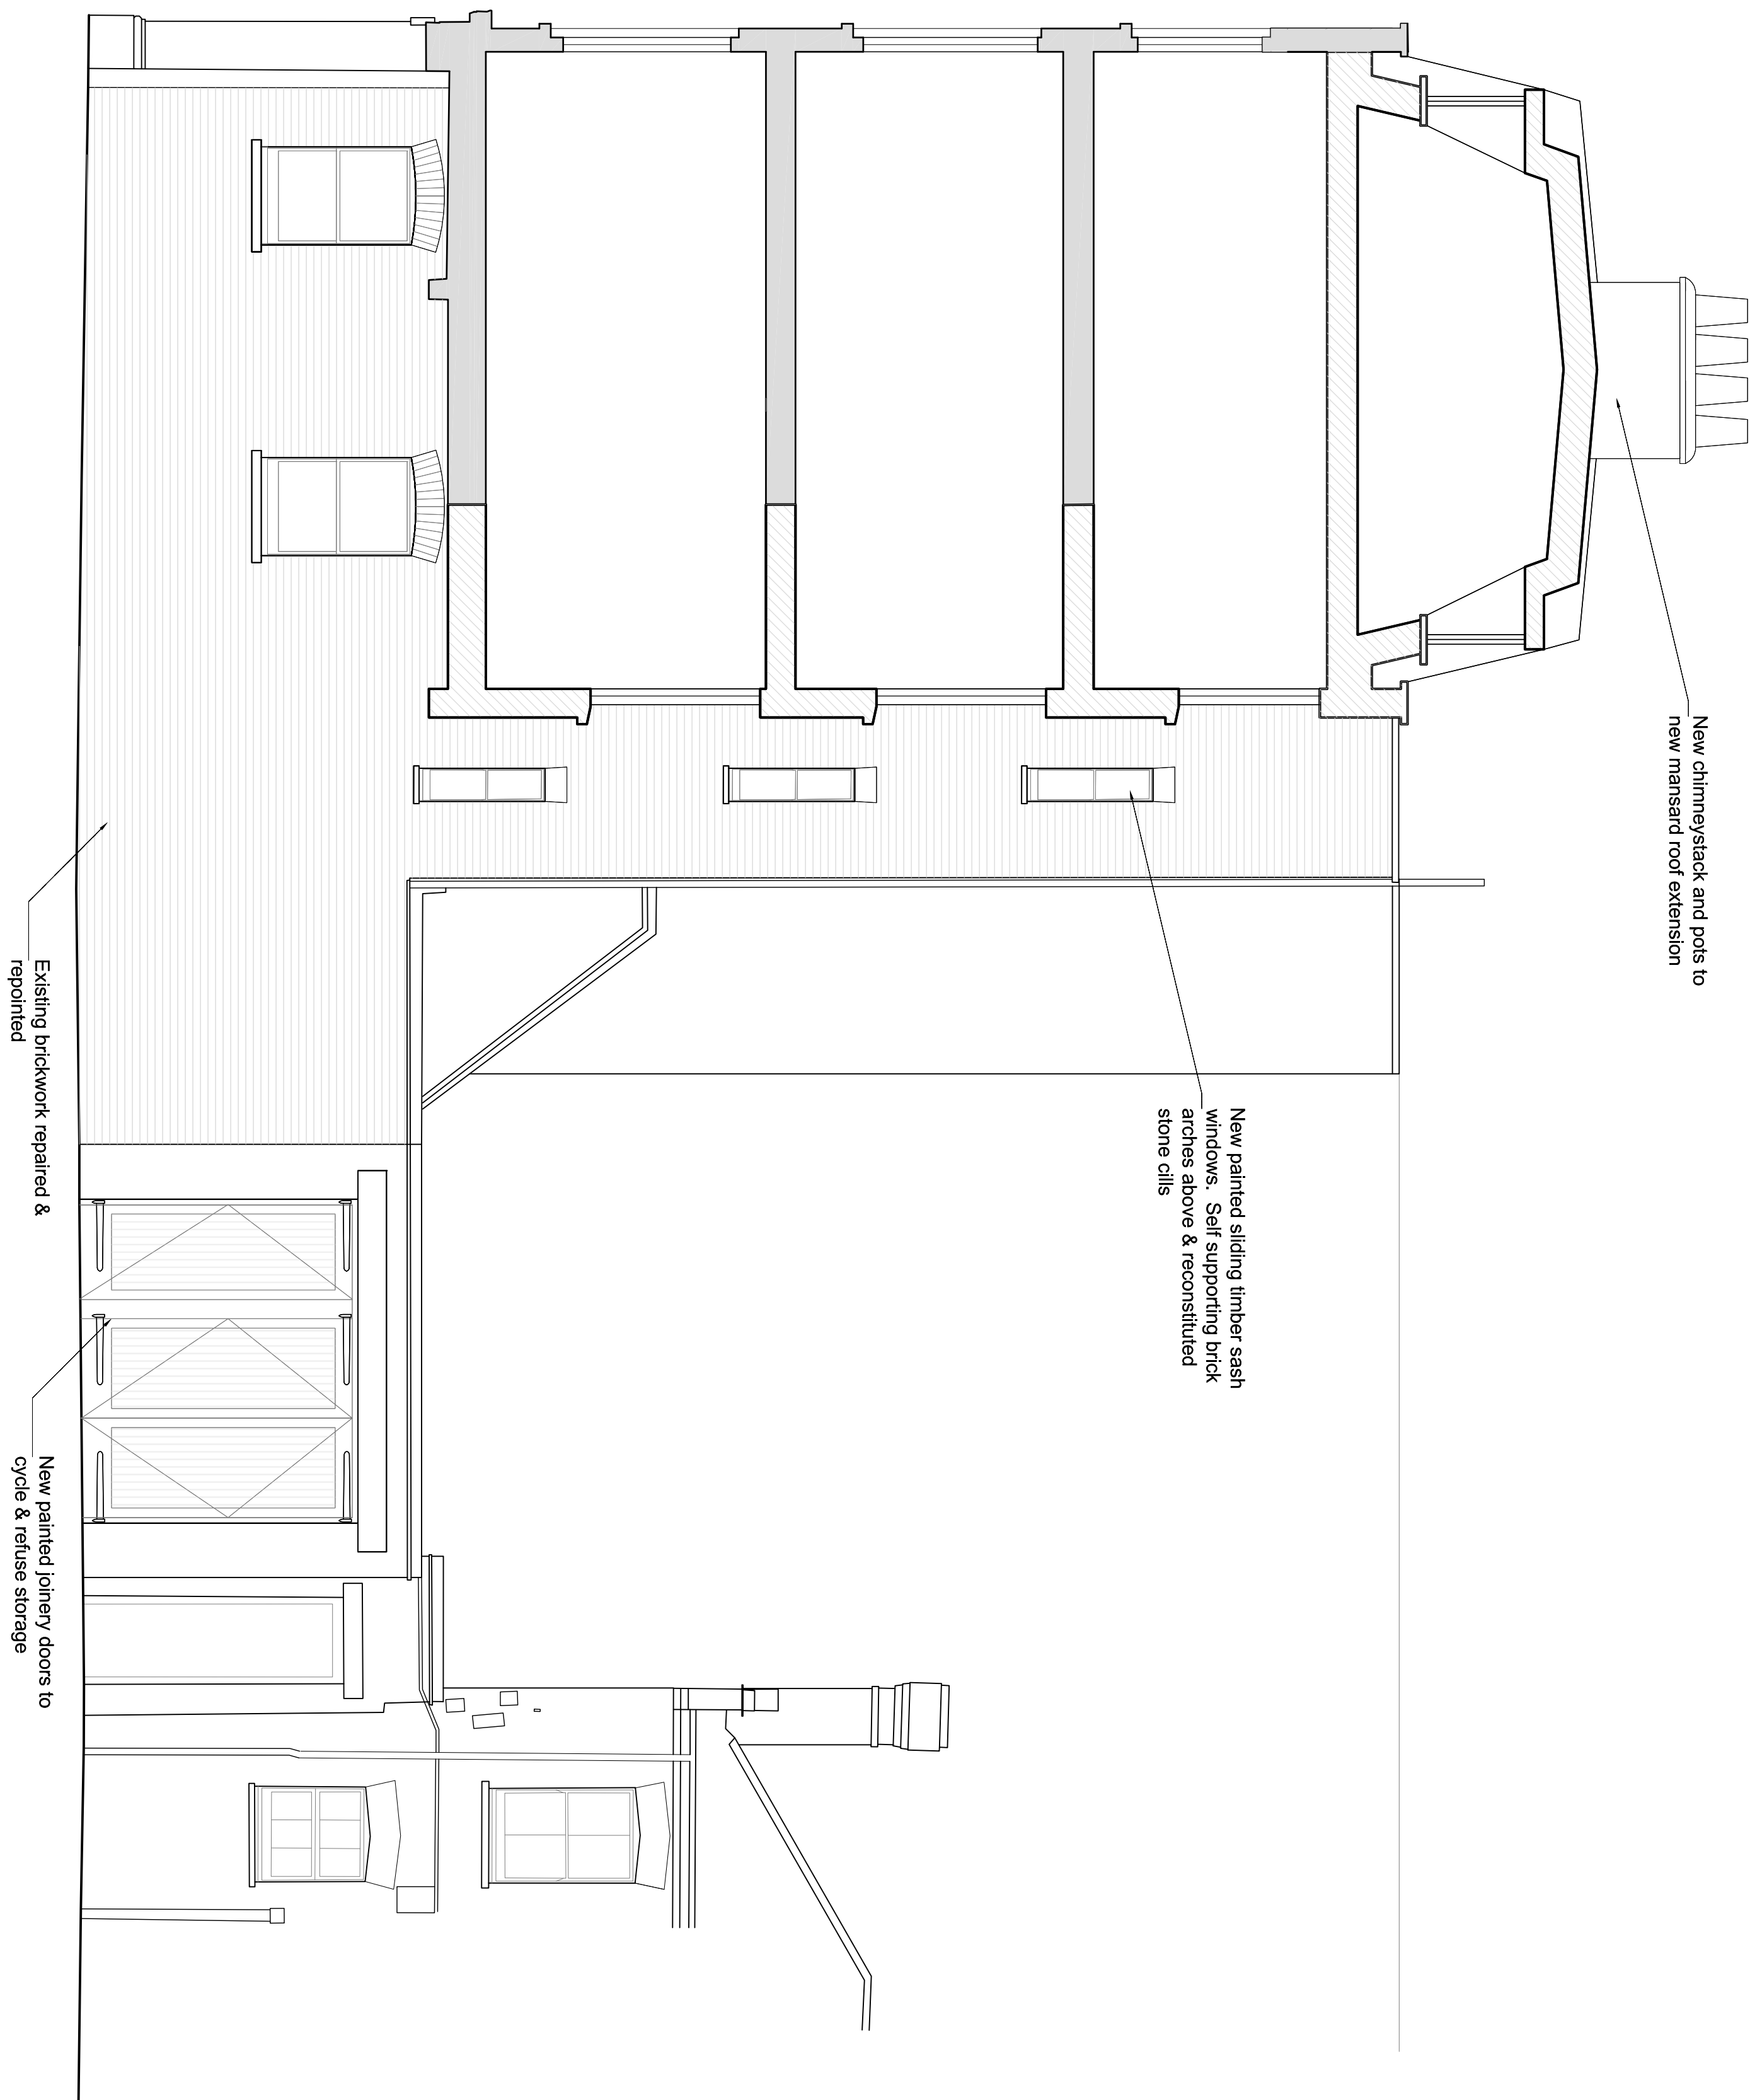 New chimneystack and pots to
new mansard roof extension
New painted sliding timber sash
windows. Self supporting brick
arches above & reconstituted
stone cills
Existing brickwork repaired &
repointed
New painted joinery doors to
cycle & refuse storage